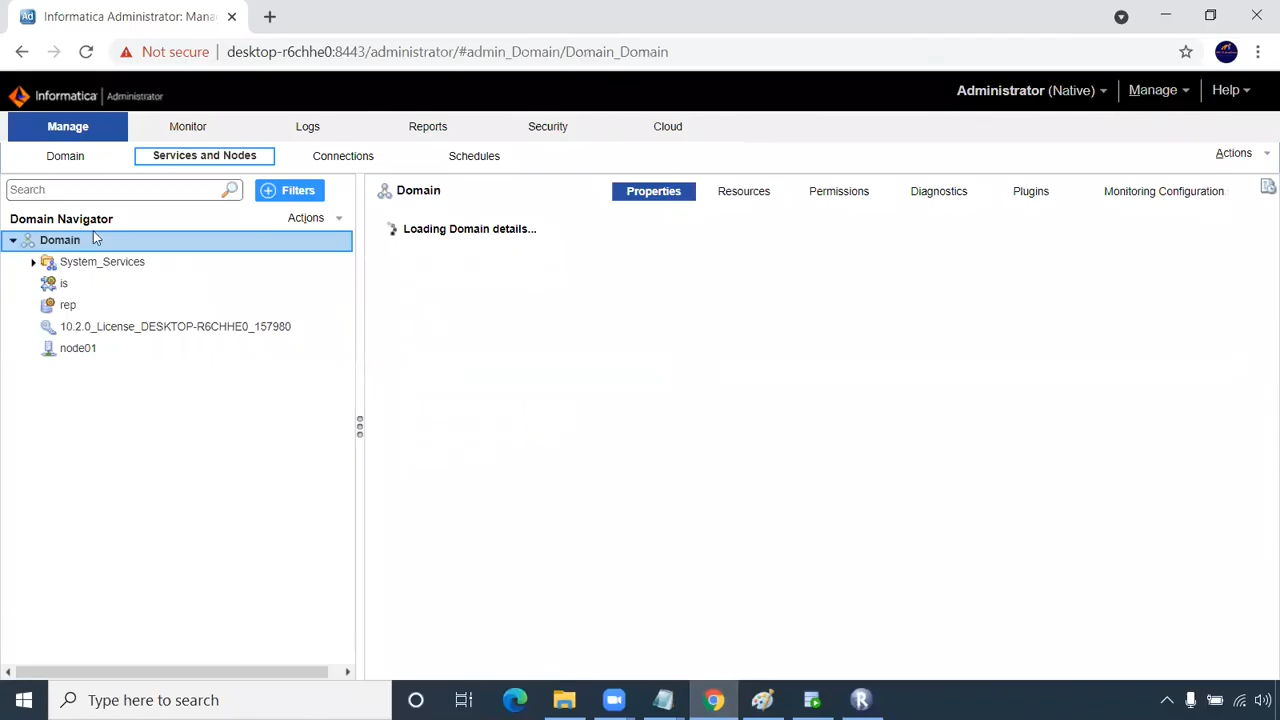 Informatica Administrator: Mana
Not secure | desktop-r6chhe0:8443/administrator/#admin_Domain/Domain_Domain
Informatica | Administrator
Administrator (Native)
Manage
Help
Manage
Monitor
Logs
Reports
Security
Cloud
Domain
Services and Nodes
Connections
Schedules
Actions
Search
Filters
Domain
Properties
Resources
Permissions
Diagnostics
Plugins
Monitoring Configuration
Domain Navigator
Actions
Loading Domain details...
Domain
System_Services
is
rep
10.2.0_License_DESKTOP-R6CHHE0_157980
node01
Type here to search